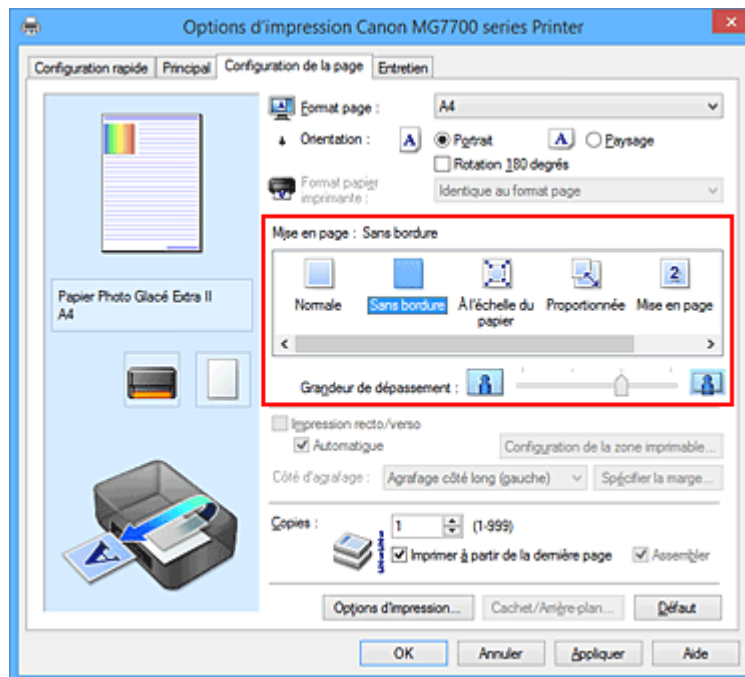 Options d'impression Canon MG7700 series Printer
Configuration rapide Principal Configuration de la page Entretien
Format page : A4
Orientation : A Portrait A Paysage
Rotation 180 degrés
Format papier imprimante : Identique au format page
Mise en page : Sans bordure
2
Normale Sans bordure À l'échelle du papier Proportionnée Mise en page
Papier Photo Glacé Extra II
A4
Grandeur de dépassement :
Impression recto/verso
Automatique Configuration de la zone imprimable...
Côté d'agrafage : Agrafage côté long (gauche) Spécifier la marge...
Copies : 1 (1-999)
Imprimer à partir de la dernière page Assembler
Options d'impression... Cachet/Arrière-plan... Défaut
OK Annuler Appliquer Aide